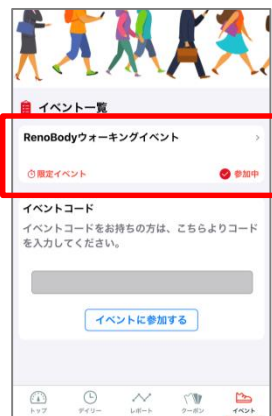 イベント一覧
RenoBodyウォーキングイベント
限定イベント
参加中
イベントコード
イベントコードをお持ちの方は、こちらよりコード
を入力してください。
イベントに参加する
トップ
デイリー
レポート
クーポン
イベント